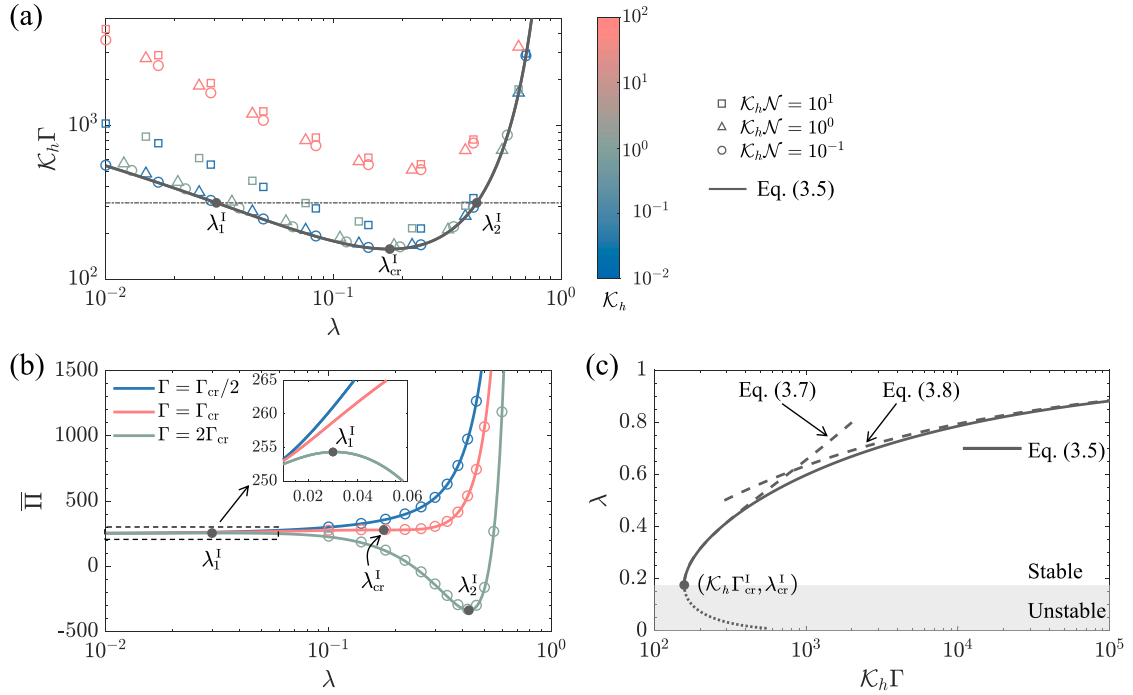 (a)
10^3
10^2
𝒦_hΓ
λ_1^I
λ_cr^I
λ_2^I
10^−2
10^−1
10^0
λ
10^2
10^1
10^0
10^−1
10^−2
𝒦_h
𝒦_h𝒩 = 10^1
𝒦_h𝒩 = 10^0
𝒦_h𝒩 = 10^−1
Eq. (3.5)
(b)
1500
1000
500
0
-500
Π̅
Γ = Γ_cr/2
Γ = Γ_cr
Γ = 2Γ_cr
265
260
255
250
λ_1^I
0.02
0.04
0.06
λ_1^I
λ_cr^I
λ_2^I
10^−2
10^−1
10^0
λ
(c)
1
0.8
0.6
0.4
0.2
0
λ
Eq. (3.7)
Eq. (3.8)
Eq. (3.5)
Stable
(𝒦_hΓ_cr^I, λ_cr^I)
Unstable
10^2
10^3
10^4
10^5
𝒦_hΓ